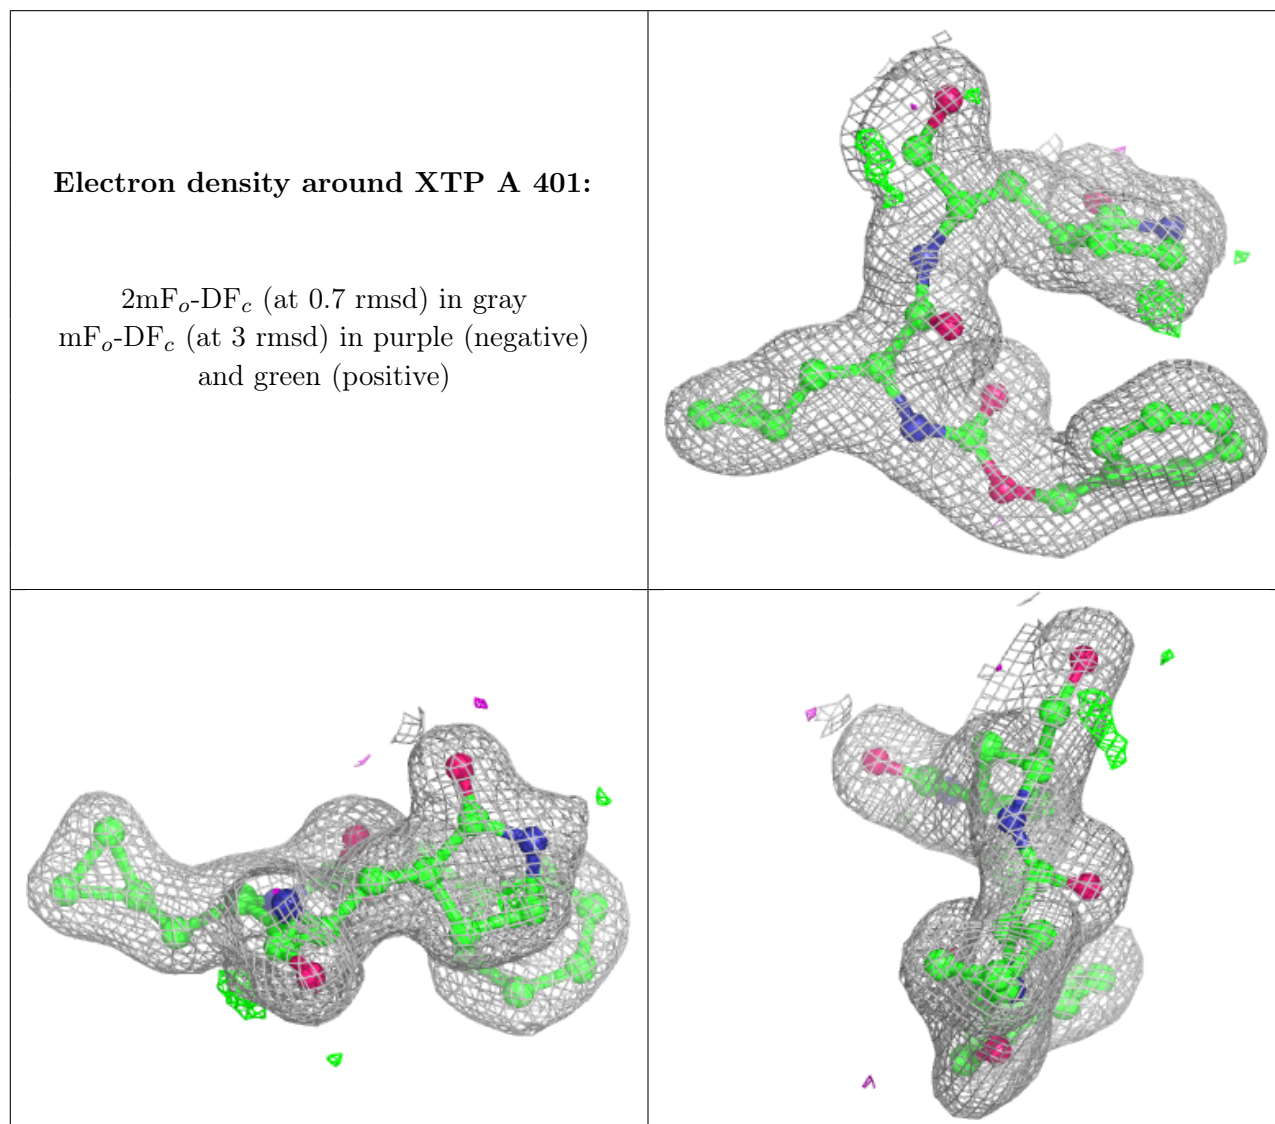 Electron density around XTP A 401:
2mFo-DFc (at 0.7 rmsd) in gray
mFo-DFc (at 3 rmsd) in purple (negative)
and green (positive)